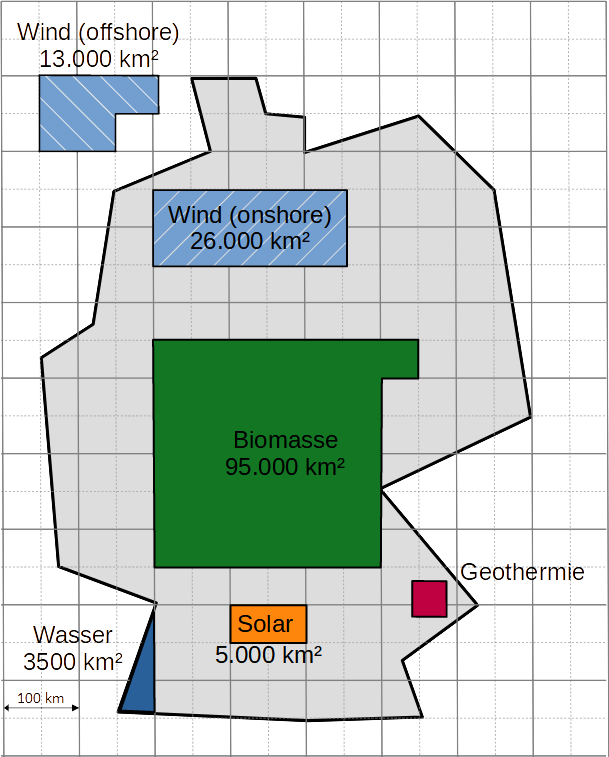 Wind (offshore)
13.000 km²
Wind (onshore)
26.000 km²
Biomasse
95.000 km²
Geothermie
Solar
5.000 km²
Wasser
3500 km²
100 km